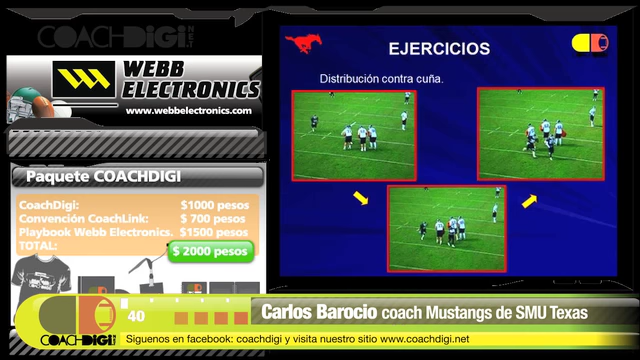 COACHDIGI.NET
WEBB
ELECTRONICS
www.webbelectronics.com
Paquete COACHDIGI
CoachDigi: $1000 pesos
Convención CoachLink: $ 700 pesos
Playbook Webb Electronics. $1500 pesos
TOTAL: $ 2000 pesos
EJERCICIOS
Distribución contra cuña.
40
Carlos Barocio coach Mustangs de SMU Texas
COACHDIGI
Siguenos en facebook: coachdigi y visita nuestro sitio www.coachdigi.net